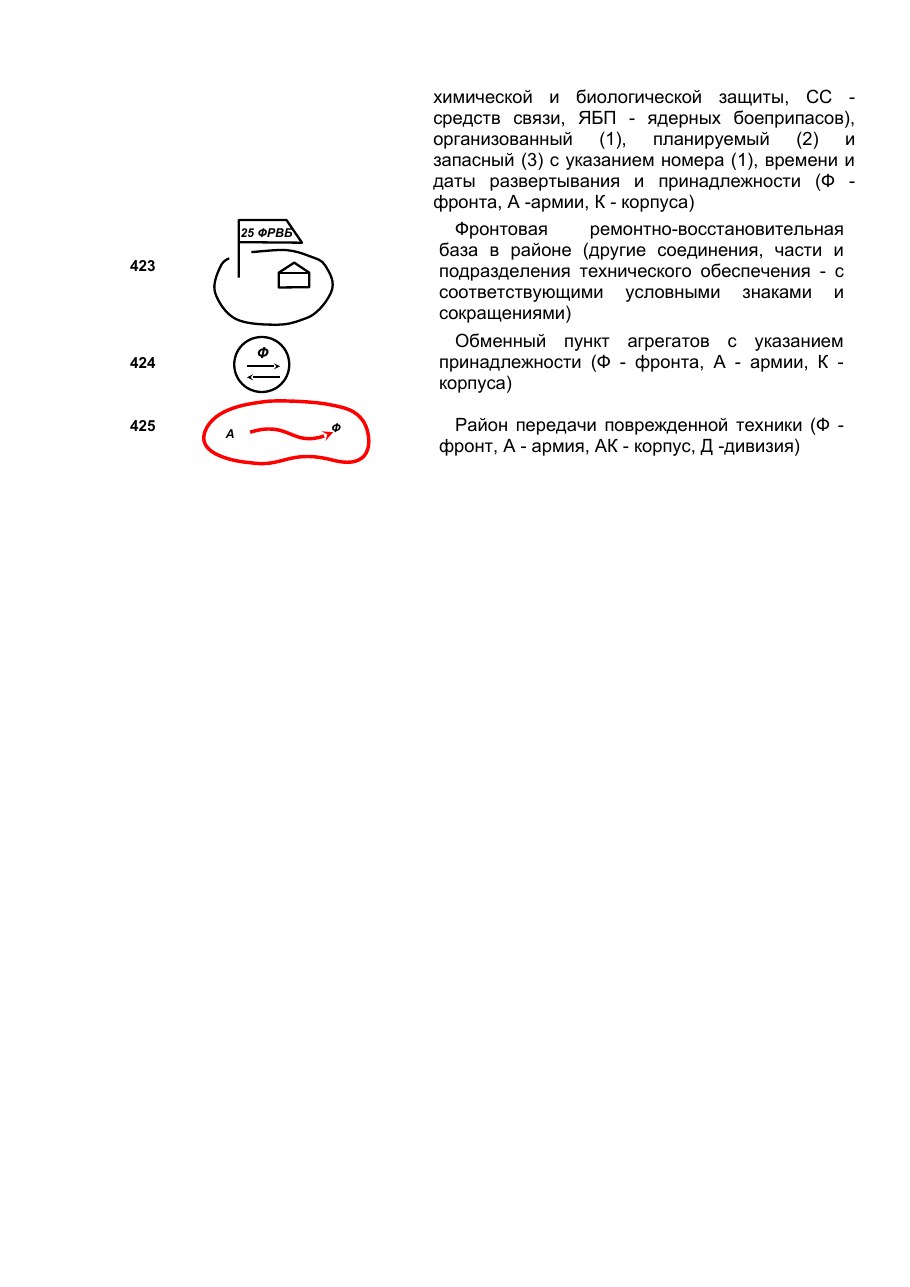 химической и биологической защиты, СС -
средств связи, ЯБП - ядерных боеприпасов),
организованный (1), планируемый (2) и
запасный (3) с указанием номера (1), времени и
даты развертывания и принадлежности (Ф -
фронта, А -армии, К - корпуса)
423
25 ФРВБ
Фронтовая ремонтно-восстановительная
база в районе (другие соединения, части и
подразделения технического обеспечения - с
соответствующими условными знаками и
сокращениями)
424
Ф
Обменный пункт агрегатов с указанием
принадлежности (Ф - фронта, А - армии, К -
корпуса)
425
А Ф
Район передачи поврежденной техники (Ф -
фронт, А - армия, АК - корпус, Д -дивизия)